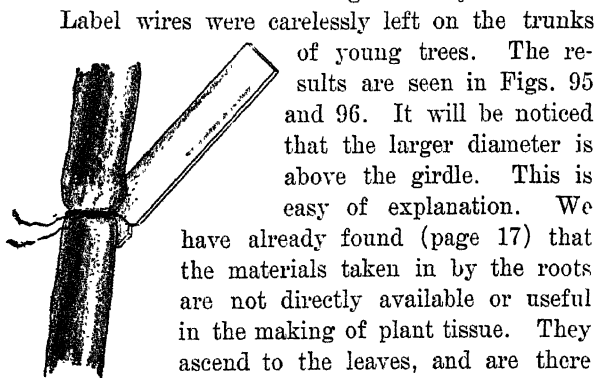 Label wires were carelessly left on the trunks
of young trees. The re-
sults are seen in Figs. 95
and 96. It will be noticed
that the larger diameter is
above the girdle. This is
easy of explanation. We
have already found (page 17) that
the materials taken in by the roots
are not directly available or useful
in the making of plant tissue. They
ascend to the leaves, and are there